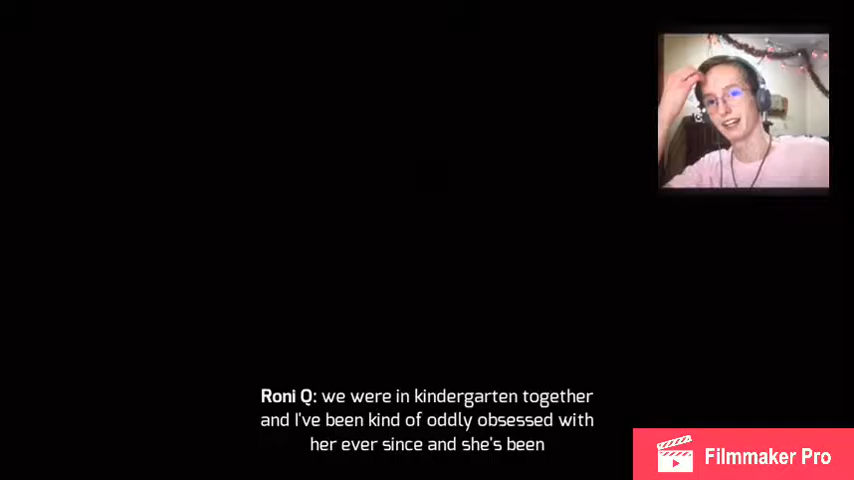 Roni Q: we were in kindergarten together
and I've been kind of oddly obsessed with
her ever since and she's been
Filmmaker Pro